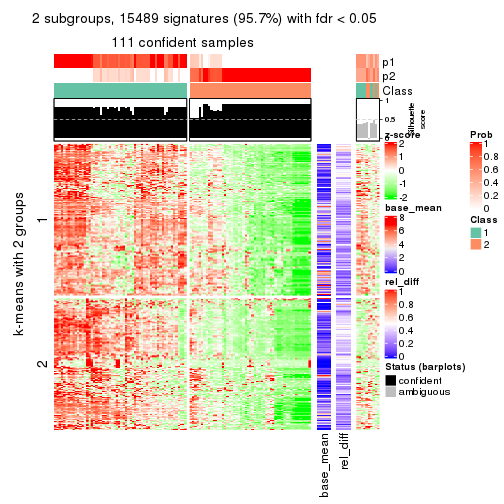 2 subgroups, 15489 signatures (95.7%) with fdr < 0.05
111 confident samples
p1
p2
Class
1
0.5
0
Silhouette
score
k-means with 2 groups
1
2
base_mean
rel_diff
z-score
2
1
0
-1
-2
base_mean
8
6
4
2
0
rel_diff
1
0.8
0.6
0.4
0.2
0
Status (barplots)
confident
ambiguous
Prob
1
0.8
0.6
0.4
0.2
0
Class
1
2